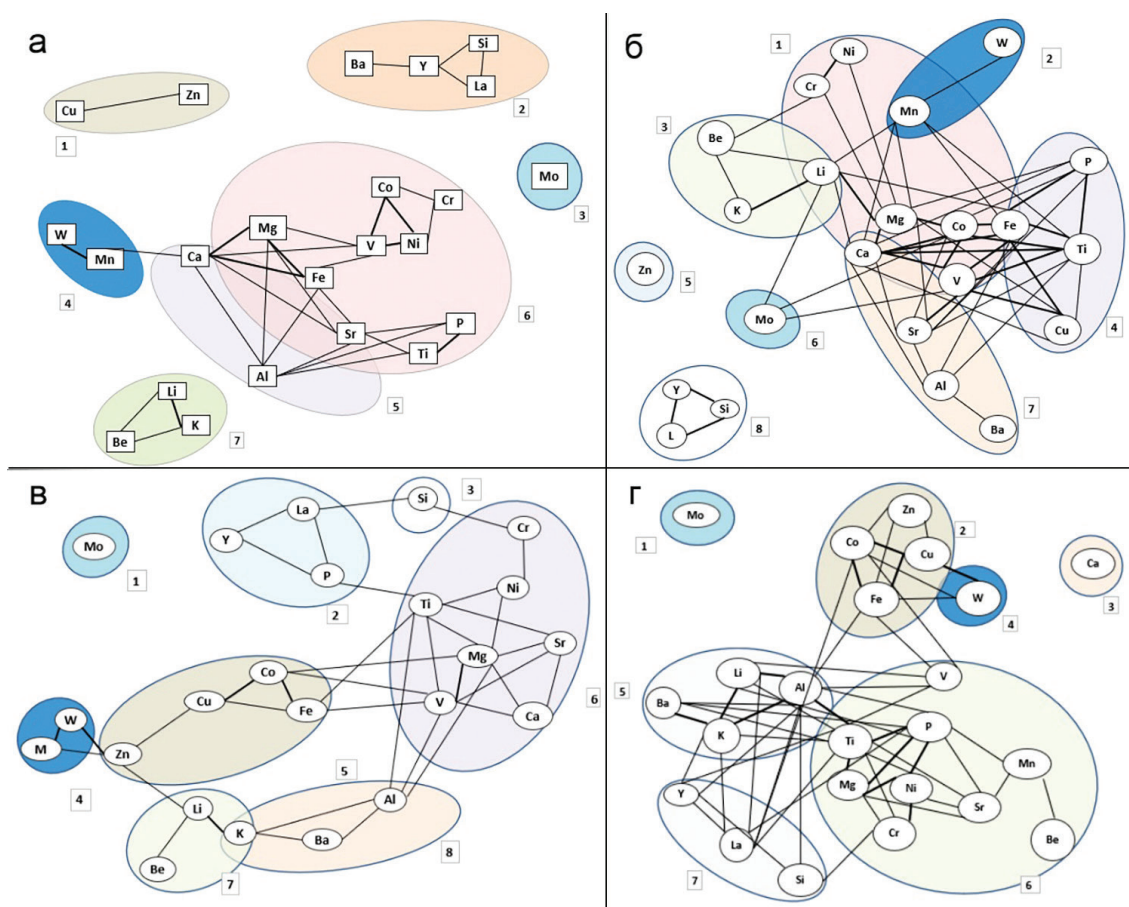 а
Cu
Zn
1
Ba
Y
Si
La
2
Mo
3
W
Mn
4
Ca
Mg
Co
Cr
V
Ni
Fe
Sr
P
Ti
6
Al
5
Li
Be
K
7
б
1
Ni
Cr
W
2
Mn
3
Be
Li
K
P
Mg
Co
Fe
Ca
Ti
V
Zn
5
Mo
6
Sr
Cu
4
Al
7
Ba
Y
Si
L
8
в
Mo
1
La
Y
P
2
Si
3
Cr
Ni
Ti
Sr
Mg
V
Ca
6
Co
Cu
Fe
W
M
Zn
4
5
Al
Li
K
Ba
Be
7
8
г
Mo
1
Zn
2
Co
Cu
Fe
W
4
Ca
3
5
Li
Al
Ba
K
V
P
Ti
Mn
Mg
Ni
Sr
Cr
Be
6
Y
La
Si
7